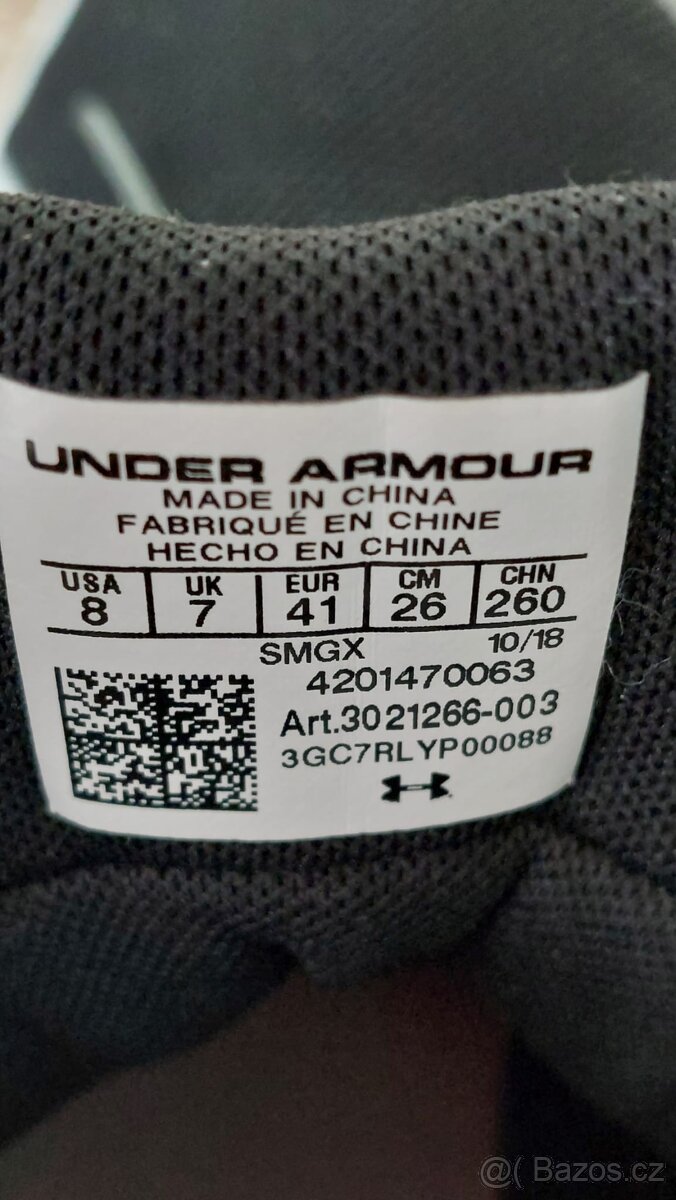 UNDER ARMOUR
MADE IN CHINA
FABRIQUÉ EN CHINE
HECHO EN CHINA
USA UK EUR CM CHN
8 7 41 26 260
SMGX 10/18
4201470063
Art.3021266-003
3GC7RLYP00088
@( Bazos.cz